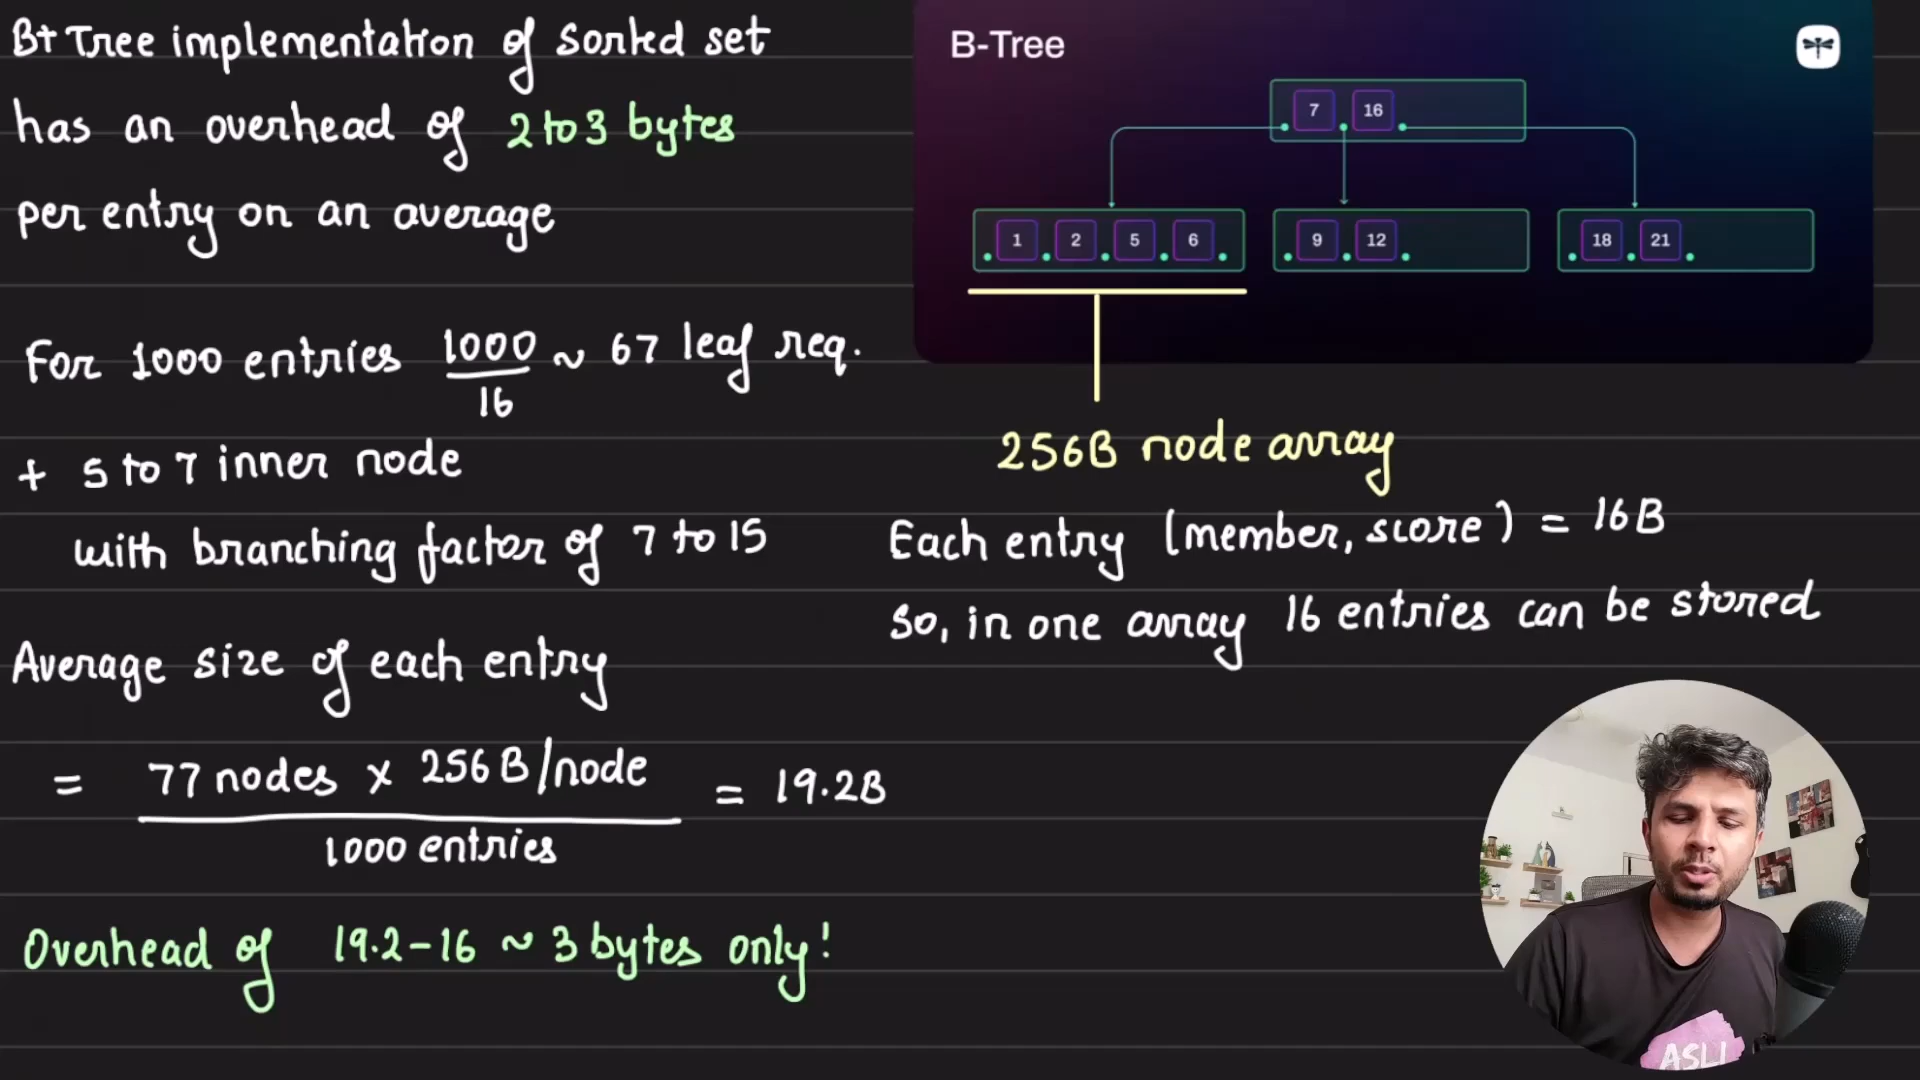 B+ Tree implementation of sorted set
has an overhead of 2 to 3 bytes
per entry on an average
For 1000 entries 1000/16 ~ 67 leaf req.
+ 5 to 7 inner node
with branching factor of 7 to 15
Average size of each entry
= 77 nodes x 256B/node / 1000 entries = 19.2B
Overhead of 19.2-16 ~ 3 bytes only!
B-Tree
7 16
1 2 5 6 9 12 18 21
256B node array
Each entry (member, score) = 16B
So, in one array 16 entries can be stored
ASLI